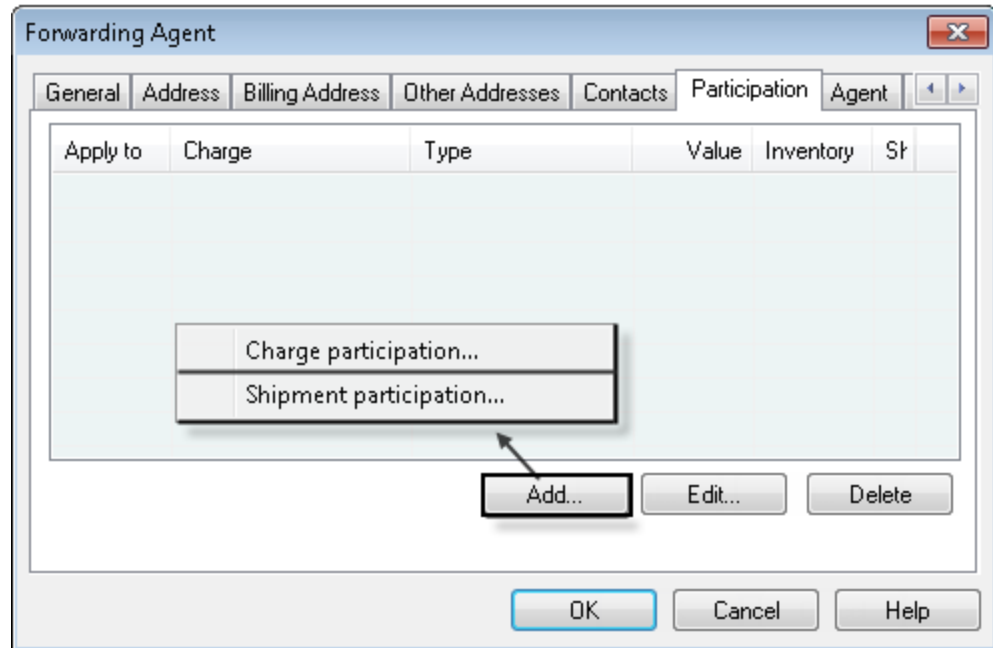 Forwarding Agent
General Address Billing Address Other Addresses Contacts Participation Agent
Apply to Charge Type Value Inventory
Charge participation...
Shipment participation...
Add... Edit... Delete
OK Cancel Help